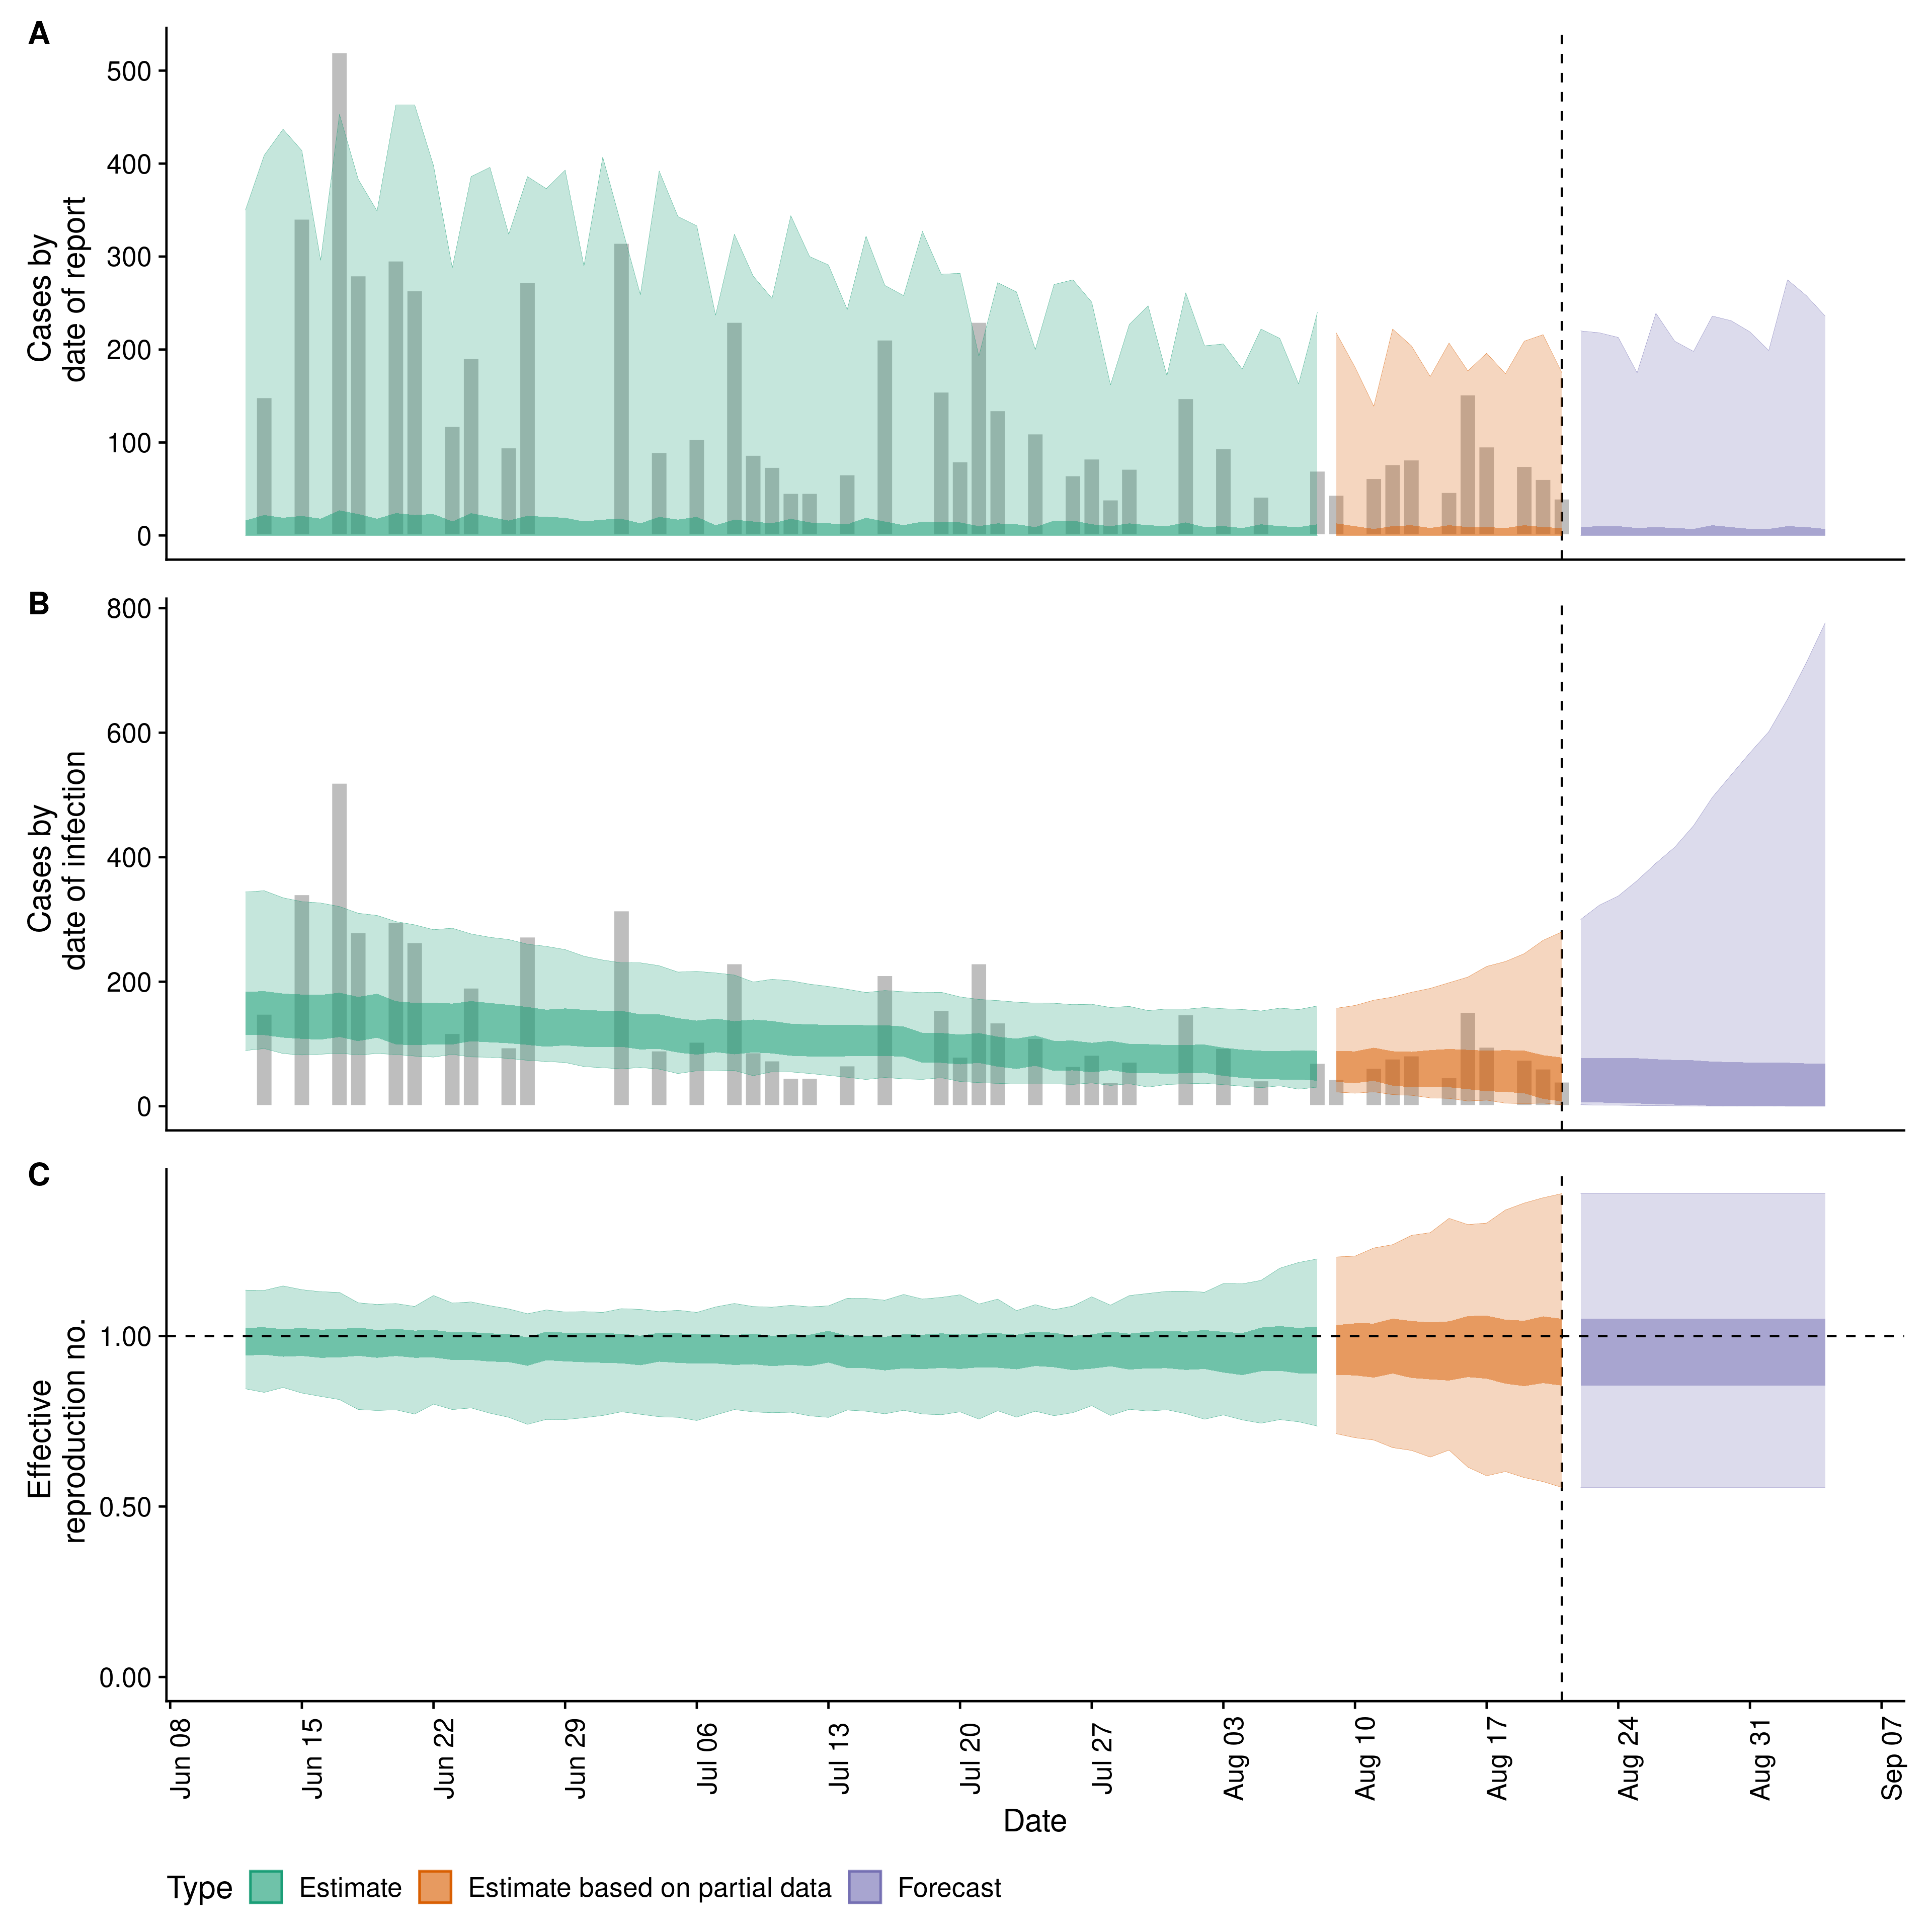 A
500
400
300
200
100
0
Cases by
date of report
B
800
600
400
200
0
Cases by
date of infection
C
1.00
0.50
0.00
Effective
reproduction no.
Jun 08
Jun 15
Jun 22
Jun 29
Jul 06
Jul 13
Jul 20
Jul 27
Aug 03
Aug 10
Aug 17
Aug 24
Aug 31
Sep 07
Date
Type Estimate Estimate based on partial data Forecast